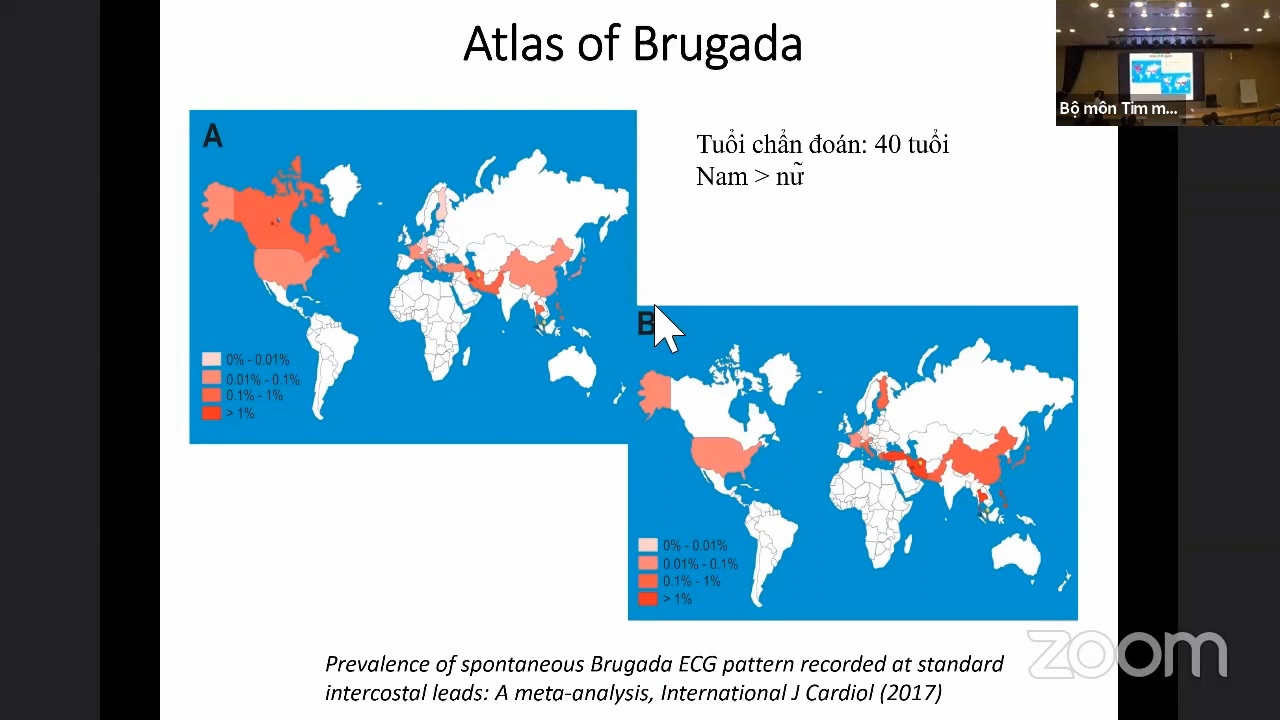 Atlas of Brugada
Bộ môn Tim m...
A
Tuổi chẩn đoán: 40 tuổi
Nam > nữ
0% - 0.01%
0.01% - 0.1%
0.1% - 1%
> 1%
B
0% - 0.01%
0.01% - 0.1%
0.1% - 1%
> 1%
zoom
Prevalence of spontaneous Brugada ECG pattern recorded at standard
intercostal leads: A meta-analysis, International J Cardiol (2017)